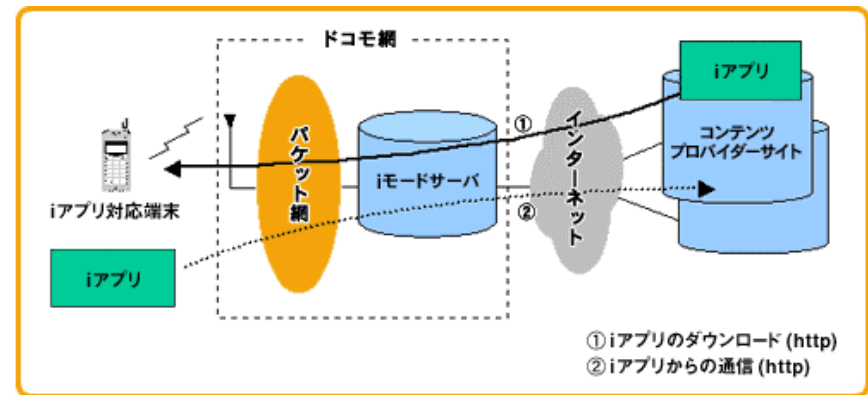 ドコモ網
iアプリ
パケット網
iモードサーバ
①
インターネット
コンテンツ
プロバイダーサイト
iアプリ対応端末
②
iアプリ
①iアプリのダウンロード(http)
②iアプリからの通信(http)